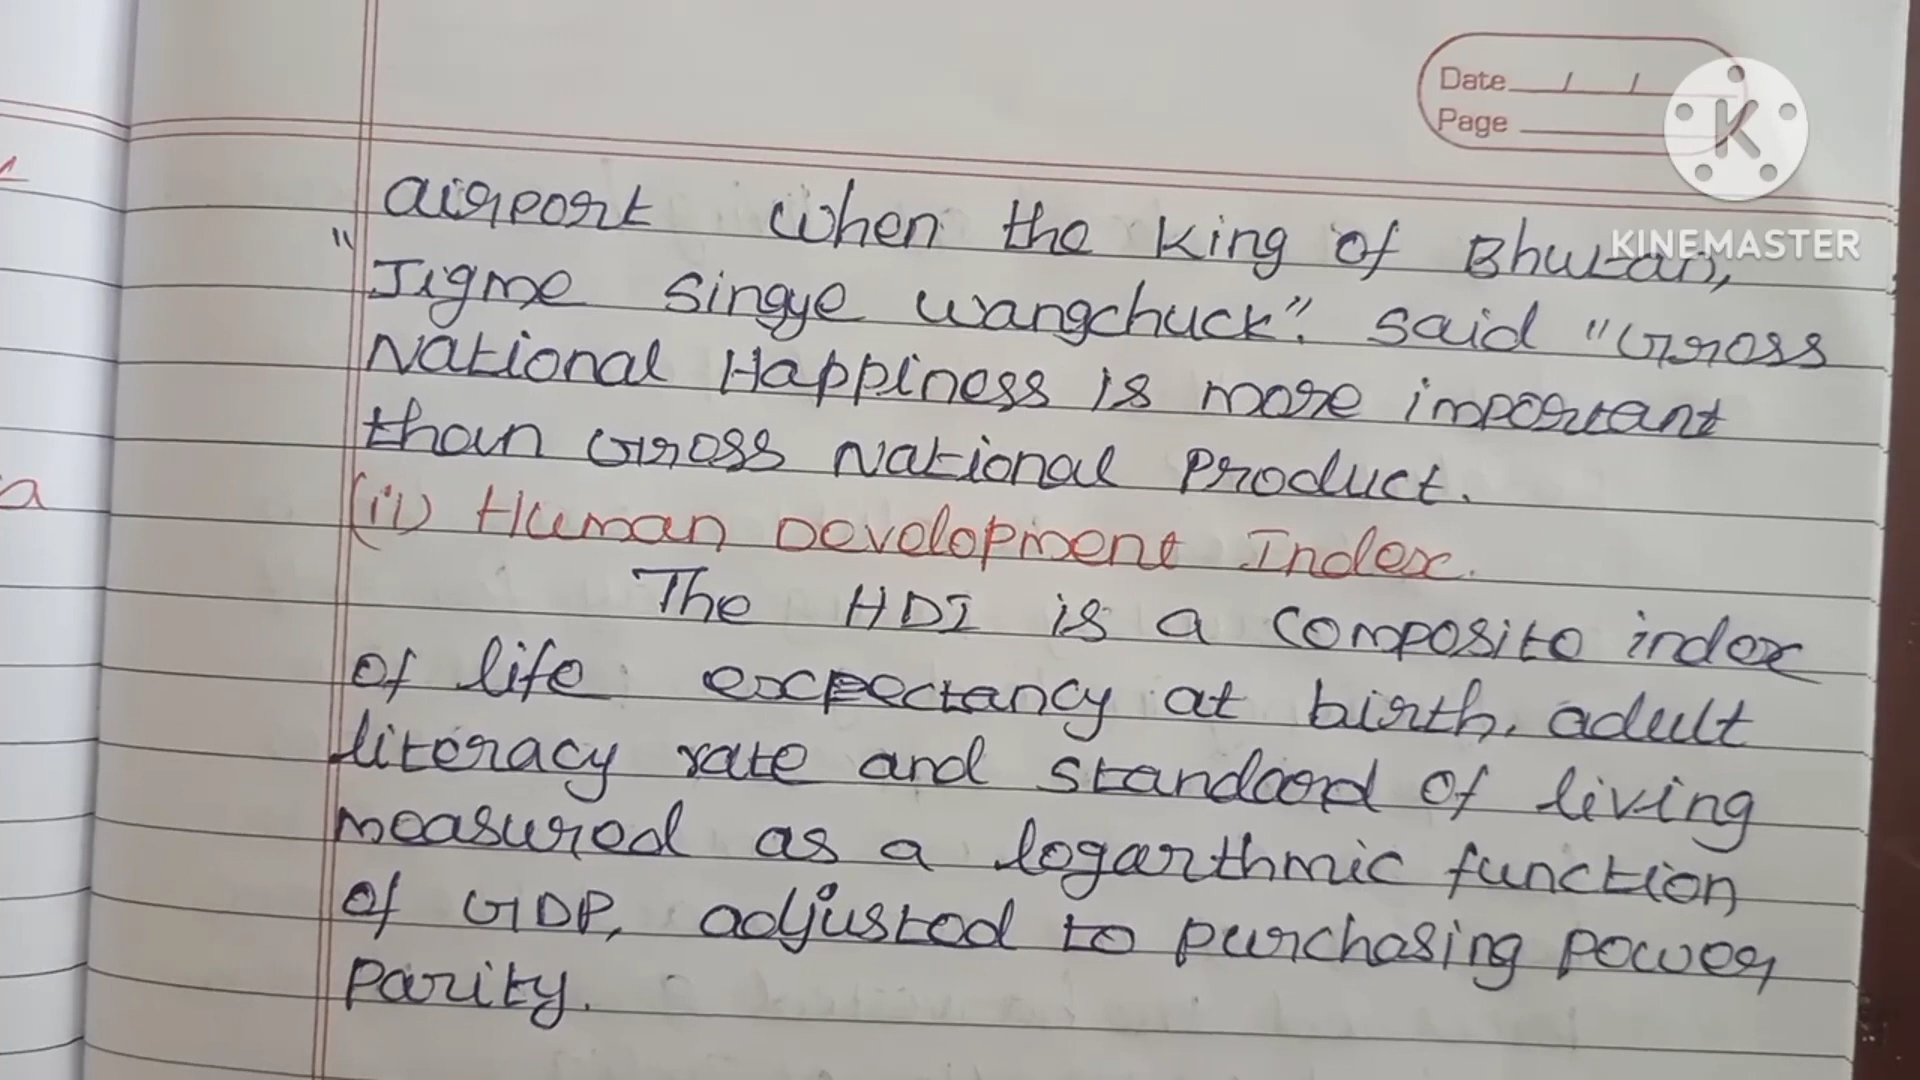 Date / /
Page
KINEMASTER
airport when the King of Bhutan,
"Jigme Singye wangchuck". said "Gross
National Happiness is more important
than Gross National Product.
(ii) Human Development Index.
The HDI is a composite index
of life expectancy at birth, adult
literacy rate and standard of living
measured as a logarthmic function
of GDP, adjusted to purchasing power
parity.
a